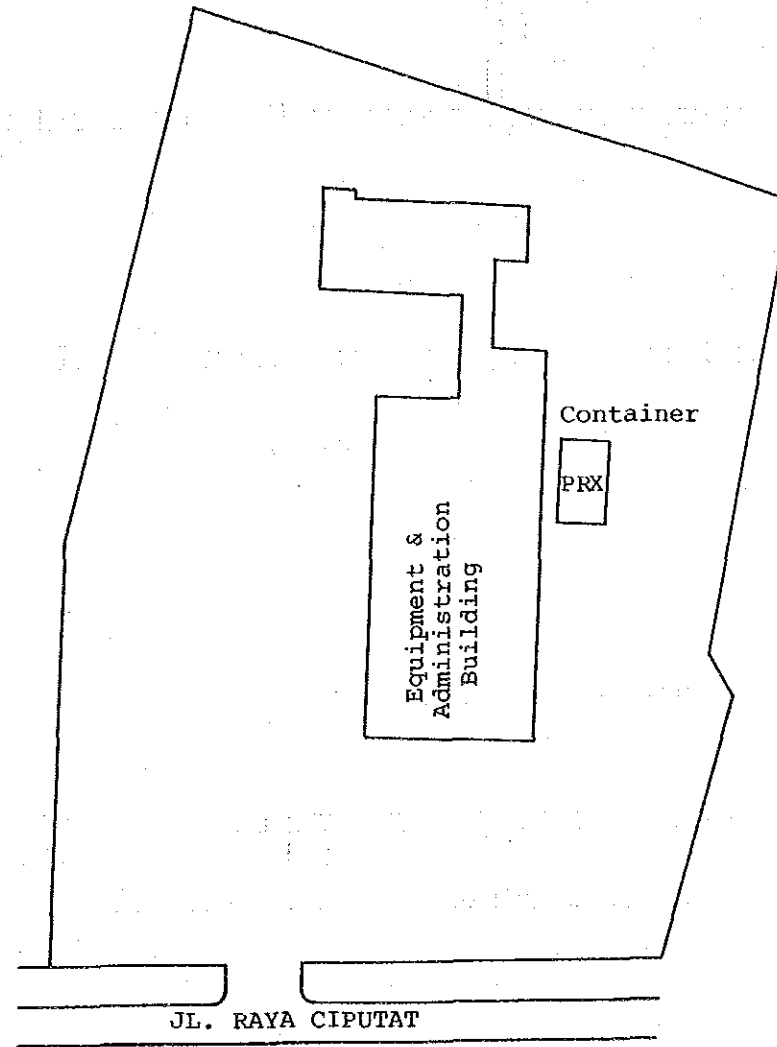 Container
PRX
Equipment &
Administration
Building
JL. RAYA CIPUTAT